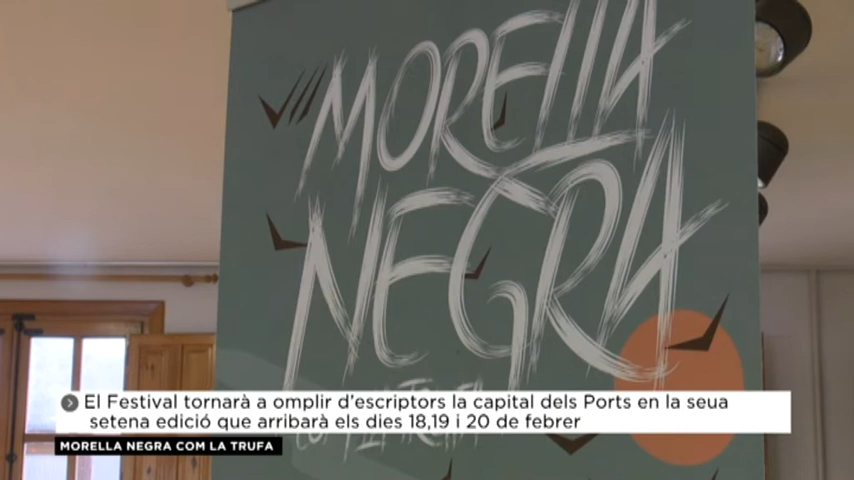 MORELLA
NEGRA
El Festival tornarà a omplir d'escriptors la capital dels Ports en la seua
setena edició que arribarà els dies 18,19 i 20 de febrer
MORELLA NEGRA COM LA TRUFA